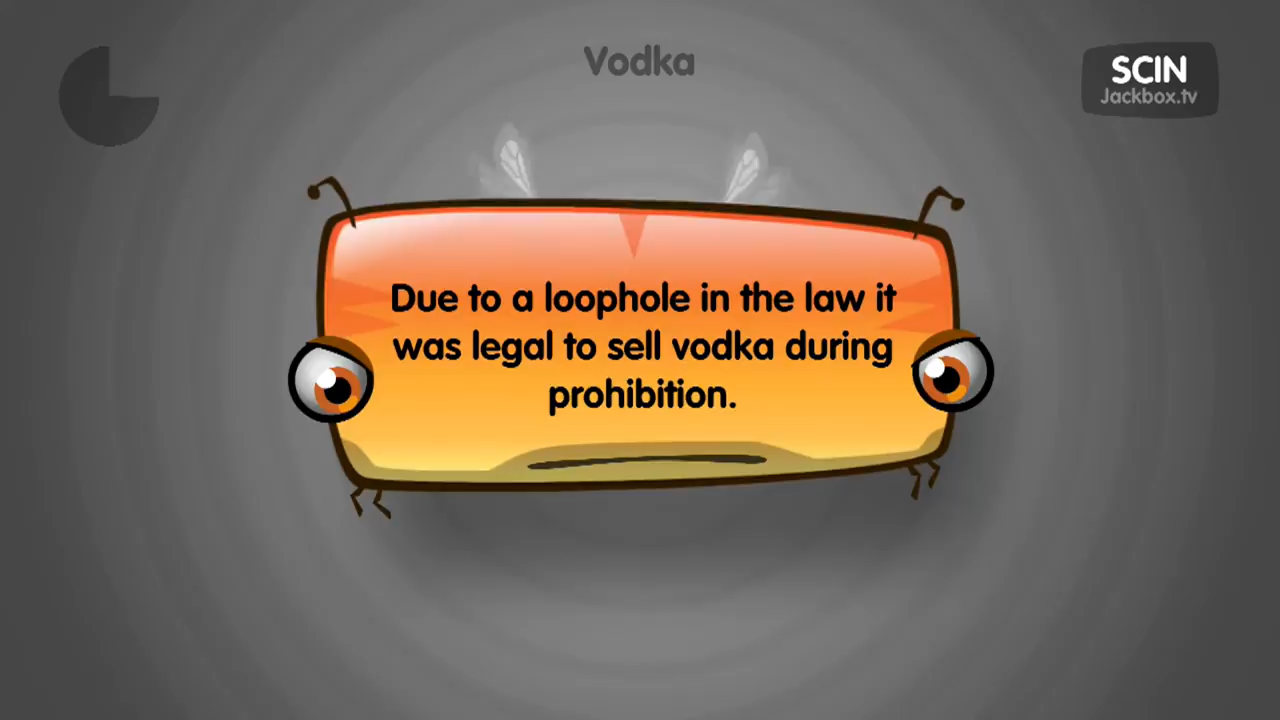 Vodka
SCIN
Jackbox.tv
Due to a loophole in the law it
was legal to sell vodka during
prohibition.